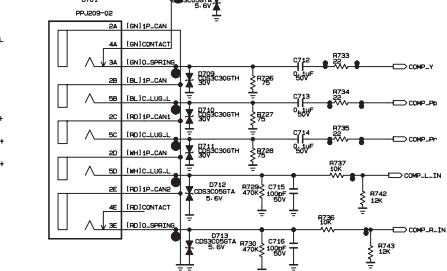 PPJ209-02
5.6V
2A [GN]1P_CAN
4A [GN]CONTACT
3A [GN]O_SPRING
2B [BL]1P_CAN
5B [BL]C_LUG_L
2C [RD]1P_CAN1
5C [RD]C_LUG_L
2D [WH]1P_CAN
5D [WH]C_LUG_L
2E [RD]1P_CAN2
4E [RD]CONTACT
3E [RD]O_SPRING
D709
CDS3C30GTH
30V
D710
CDS3C30GTH
30V
D711
CDS3C30GTH
30V
D712
CDS3C05GTA
5.6V
D713
CDS3C05GTA
5.6V
R726
75
R727
75
R728
75
R729
470K
R730
470K
C712
0.1uF
50V
C713
0.1uF
50V
C714
0.1uF
50V
C715
100pF
50V
C716
100pF
50V
R733
22
R734
22
R735
22
R737
10K
R736
10K
R742
12K
R743
12K
COMP_Y
COMP_Pb
COMP_Pr
COMP_L_IN
COMP_R_IN